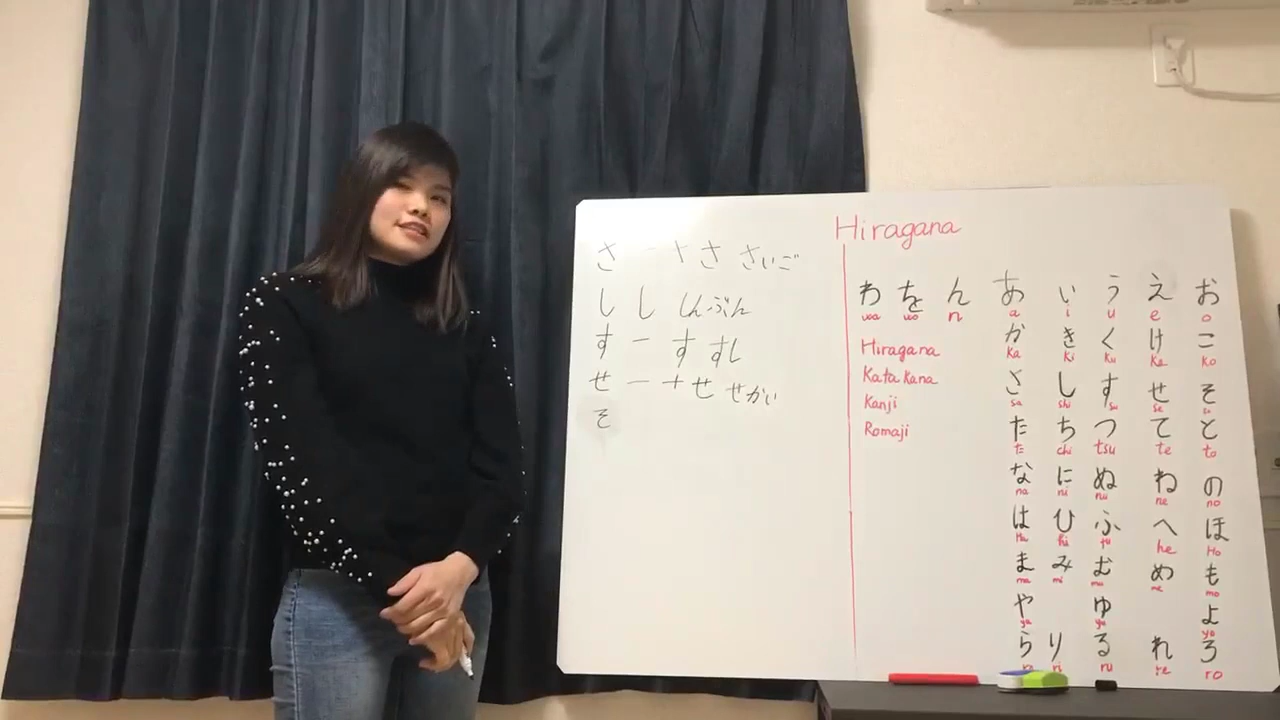 さ 一 ナ さ さいご
し し しんぶん
す 一 す すし
せ 一 ナ せ せかい
そ
Hiragana
わ を ん あ い う え お
wa wo n a i u e o
か き く け こ
ka ki ku ke ko
Hiragana
Katakana
Kanji
Romaji
さ し す せ そ
sa shi su se so
た ち つ て と
ta chi tsu te to
な に ぬ ね の
na ni nu ne no
は ひ ふ へ ほ
Ha hi fu he Ho
ま み む め も
ma mi mu me mo
や ゆ よ
ya yu yo
ら り る れ ろ
ra ri ru re ro